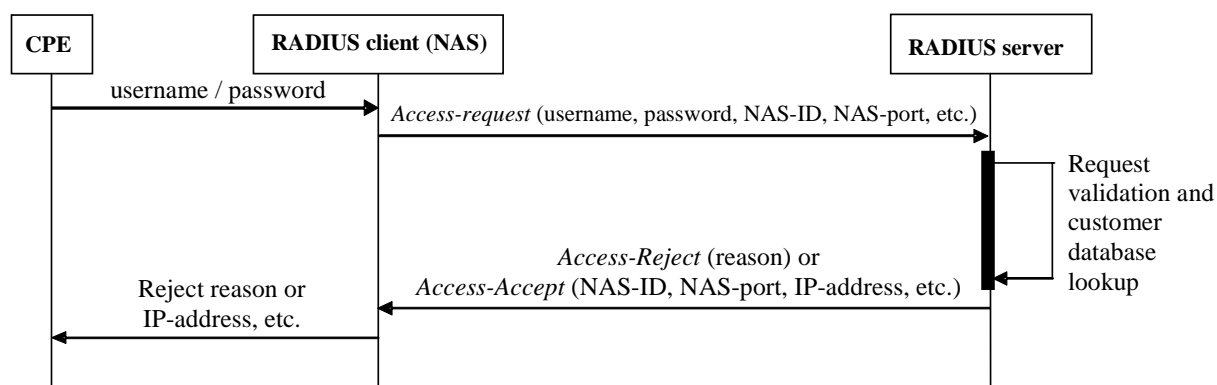 CPE
RADIUS client (NAS)
RADIUS server
username / password
Access-request (username, password, NAS-ID, NAS-port, etc.)
Request
validation and
customer
database
lookup
Access-Reject (reason) or
Access-Accept (NAS-ID, NAS-port, IP-address, etc.)
Reject reason or
IP-address, etc.